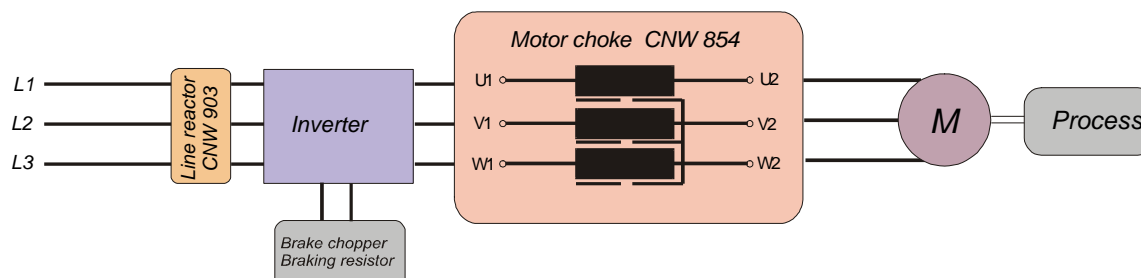 Motor choke CNW 854
L1
L2
L3
Line reactor
CNW 903
Inverter
U1
V1
W1
U2
V2
W2
M
Process
Brake chopper
Braking resistor